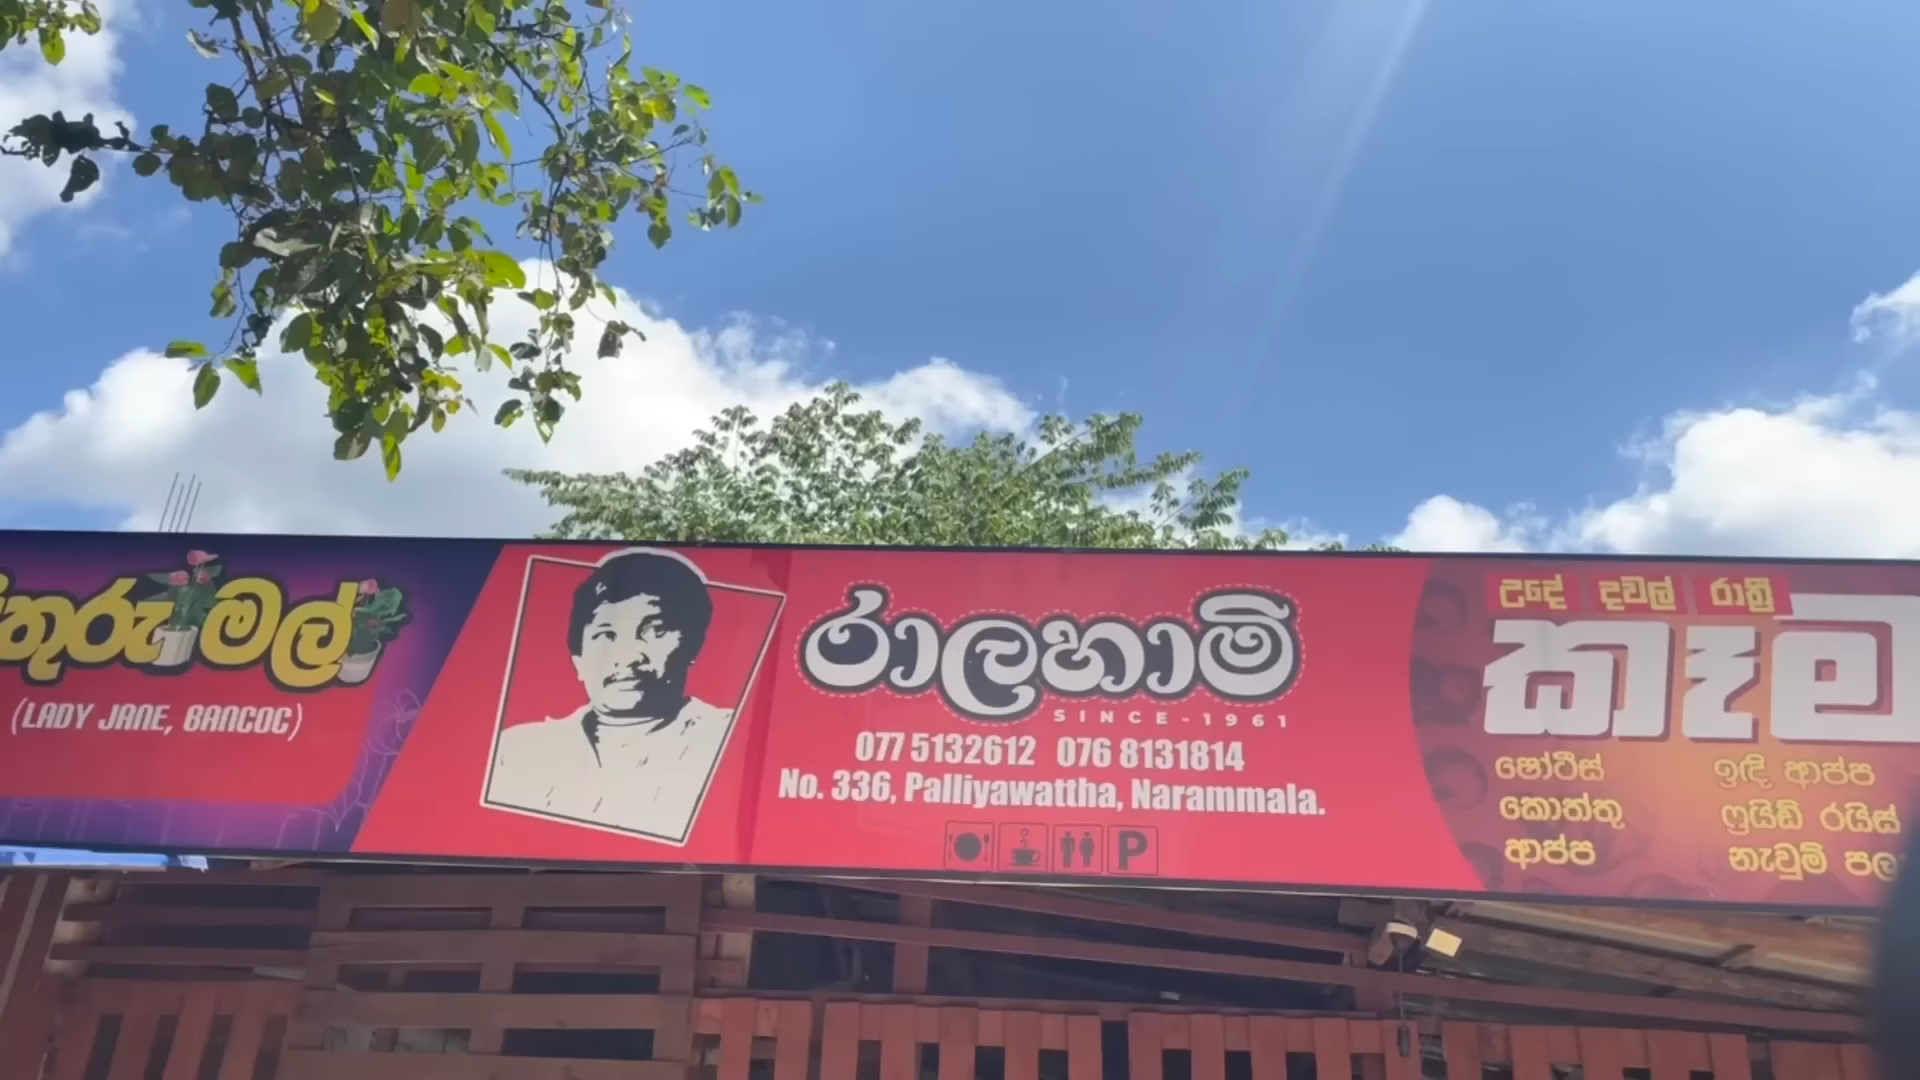 තුරු මල්
(LADY JANE, BANCOC)
රාලහාමි
SINCE-1961
077 5132612 076 8131814
No. 336, Palliyawattha, Narammala.
P
උදේ දවල් රාත්‍රී
කෑම
ෂෝටීස්
කොත්තු
ආප්ප
ඉඳි ආප්ප
ෆ්‍රයිඩ් රයිස්
නැවුම් පල